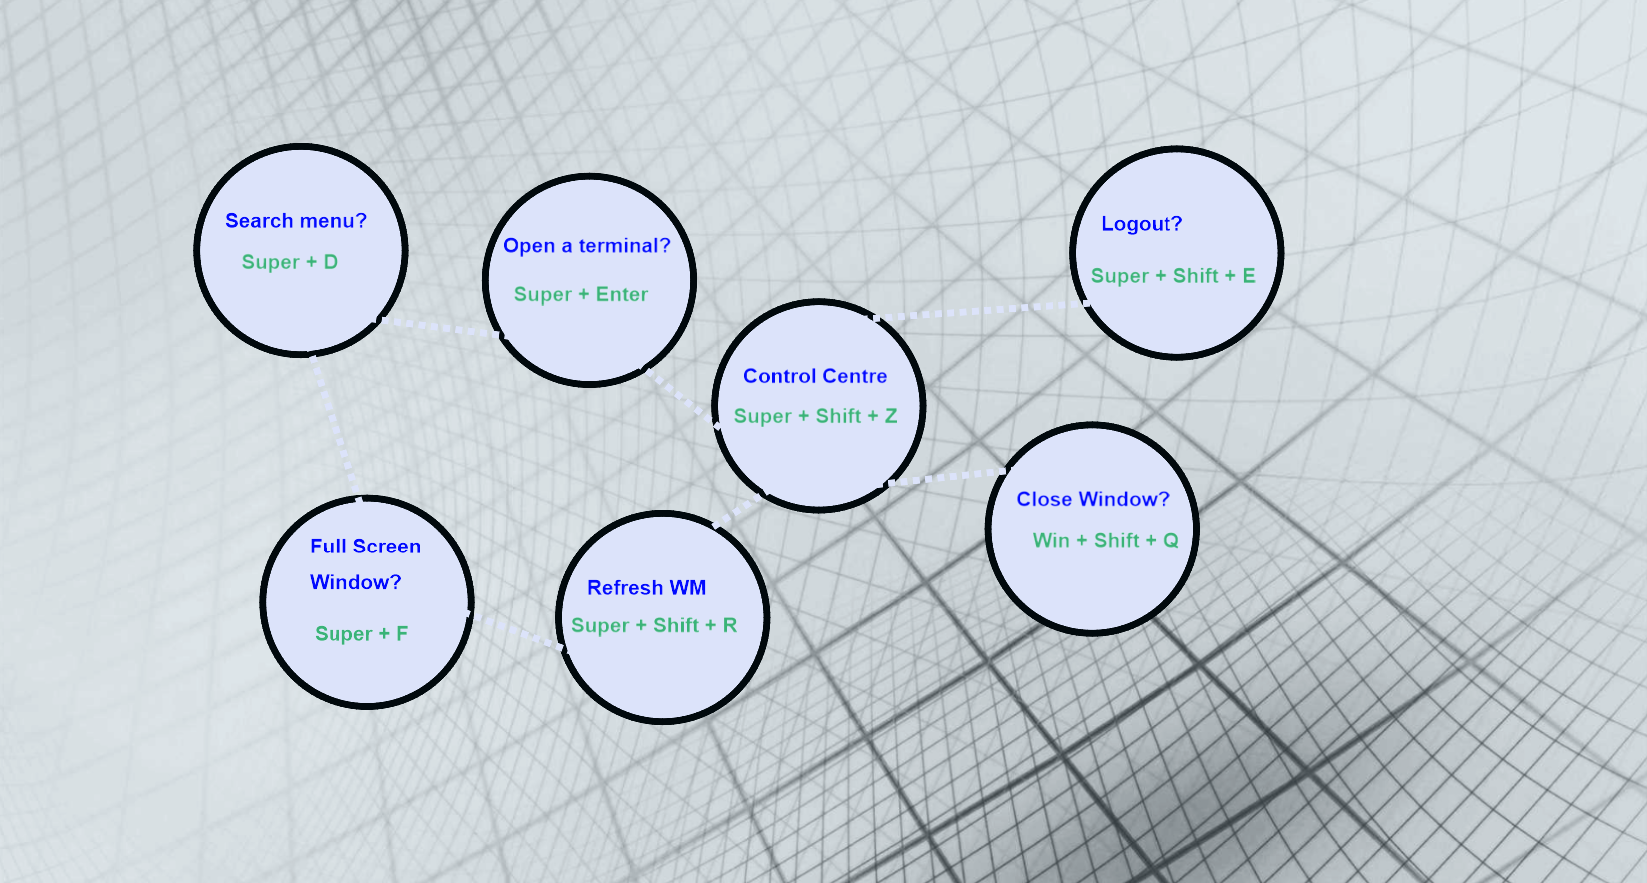 Search menu?
Super + D
Open a terminal?
Super + Enter
Control Centre
Super + Shift + Z
Logout?
Super + Shift + E
Full Screen
Window?
Super + F
Refresh WM
Super + Shift + R
Close Window?
Win + Shift + Q